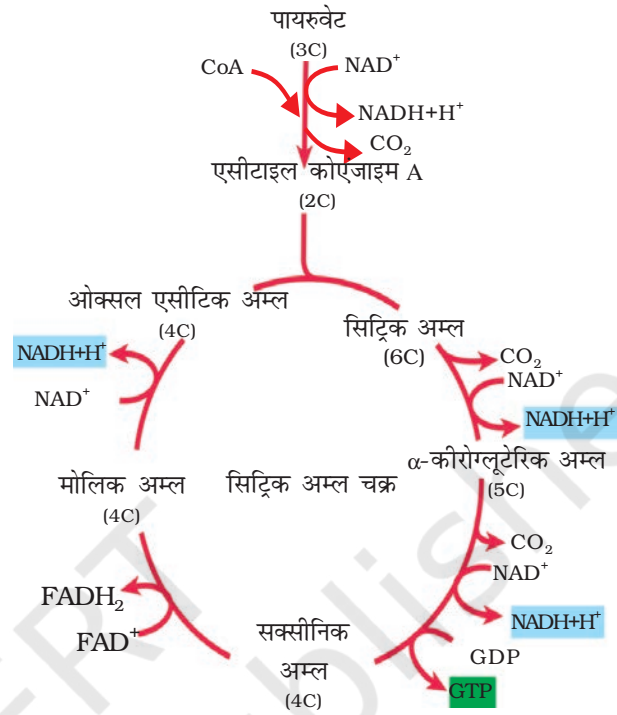 पायरुवेट
(3C)
CoA
NAD⁺
NADH+H⁺
CO₂
एसीटाइल कोएंजाइम A
(2C)
ओक्सल एसीटिक अम्ल
(4C)
सिट्रिक अम्ल
(6C)
NADH+H⁺
NAD⁺
CO₂
NAD⁺
NADH+H⁺
α-कीरोग्लूटेरिक अम्ल
(5C)
मोलिक अम्ल
(4C)
सिट्रिक अम्ल चक्र
CO₂
NAD⁺
NADH+H⁺
FADH₂
FAD⁺
सक्सीनिक
अम्ल
(4C)
GDP
GTP